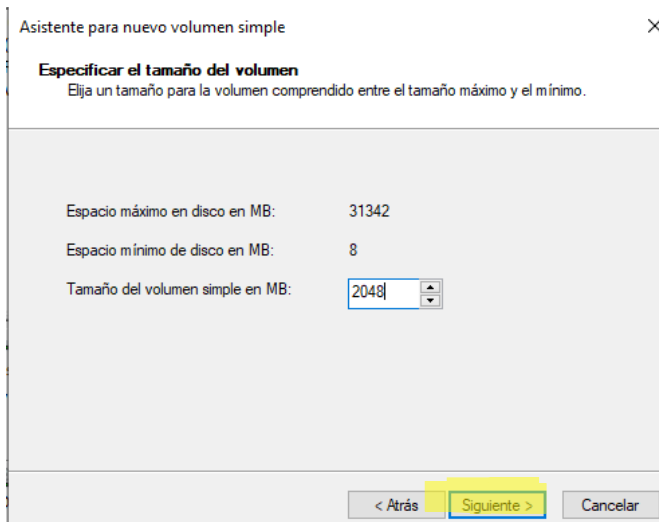 Asistente para nuevo volumen simple
Especificar el tamaño del volumen
Elija un tamaño para la volumen comprendido entre el tamaño máximo y el mínimo.
Espacio máximo en disco en MB: 31342
Espacio mínimo de disco en MB: 8
Tamaño del volumen simple en MB: 2048
< Atrás Siguiente > Cancelar